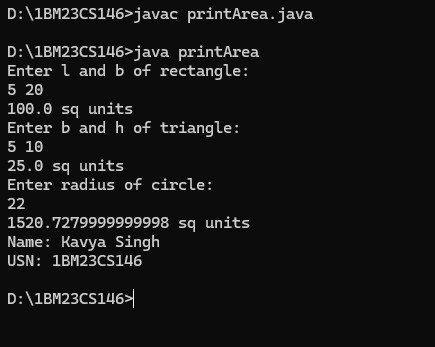 D:\1BM23CS146>javac printArea.java
D:\1BM23CS146>java printArea
Enter l and b of rectangle:
5 20
100.0 sq units
Enter b and h of triangle:
5 10
25.0 sq units
Enter radius of circle:
22
1520.7279999999998 sq units
Name: Kavya Singh
USN: 1BM23CS146
D:\1BM23CS146>